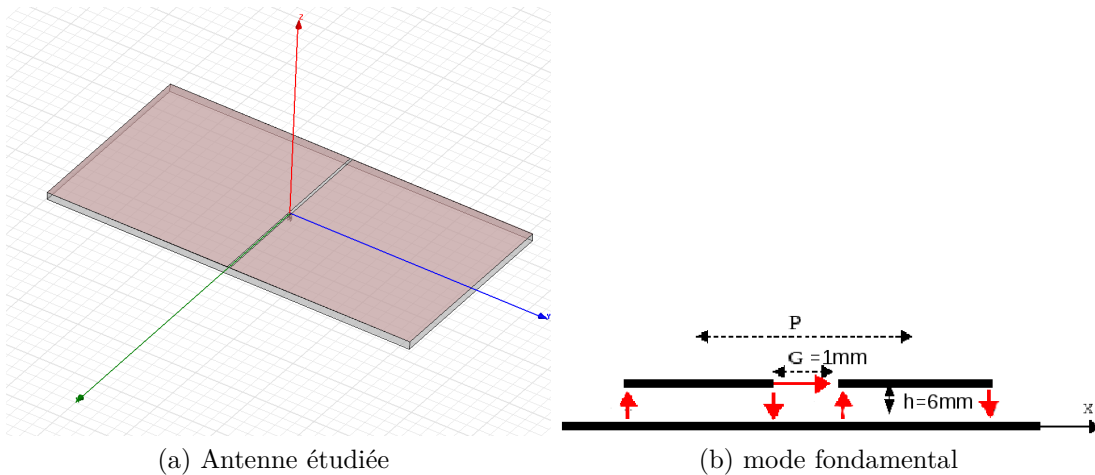 z
P
G =1mm
h=6mm
x
(a) Antenne étudiée
(b) mode fondamental